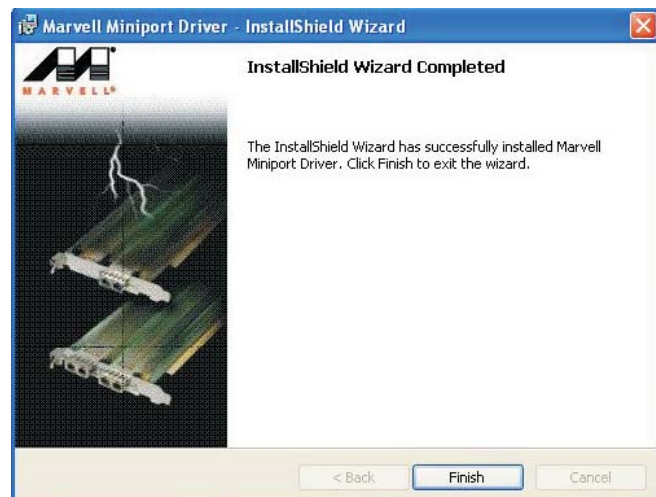 Marvell Miniport Driver - InstallShield Wizard
MARVELL®
InstallShield Wizard Completed
The InstallShield Wizard has successfully installed Marvell
Miniport Driver. Click Finish to exit the wizard.
< Back
Finish
Cancel